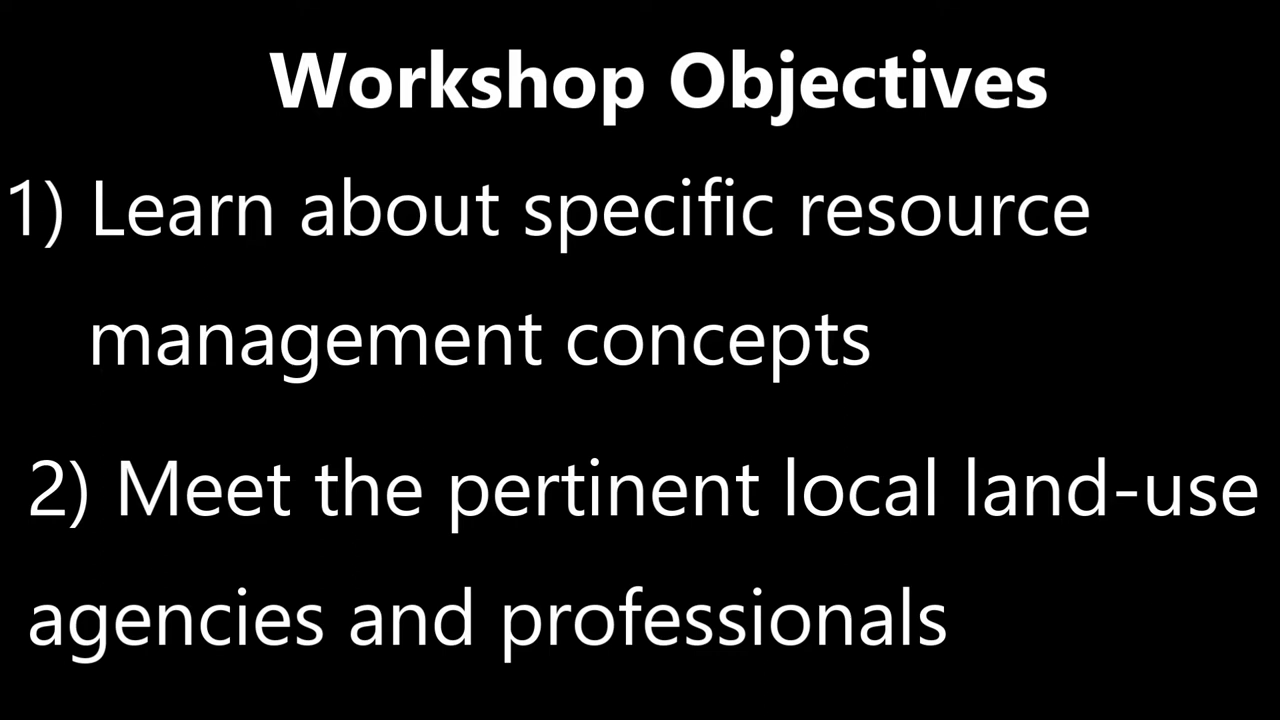 Workshop Objectives
1) Learn about specific resource
management concepts
2) Meet the pertinent local land-use
agencies and professionals